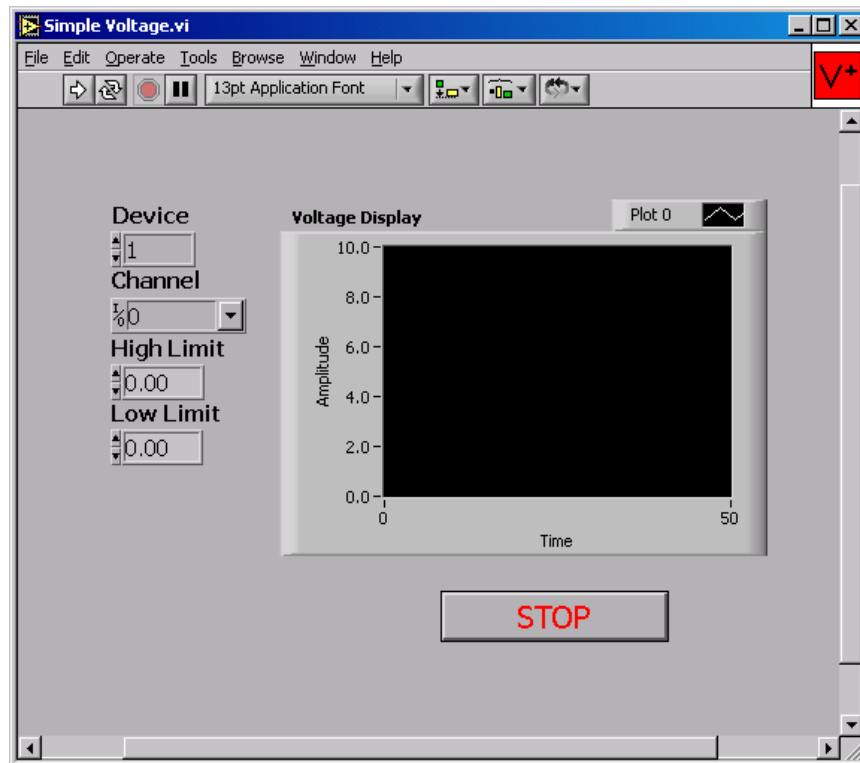 Simple Voltage.vi
File Edit Operate Tools Browse Window Help
13pt Application Font
V+
Device
1
Channel
I/O 0
High Limit
0.00
Low Limit
0.00
Voltage Display
Plot 0
10.0
8.0
6.0
4.0
2.0
0.0
Amplitude
0 50
Time
STOP